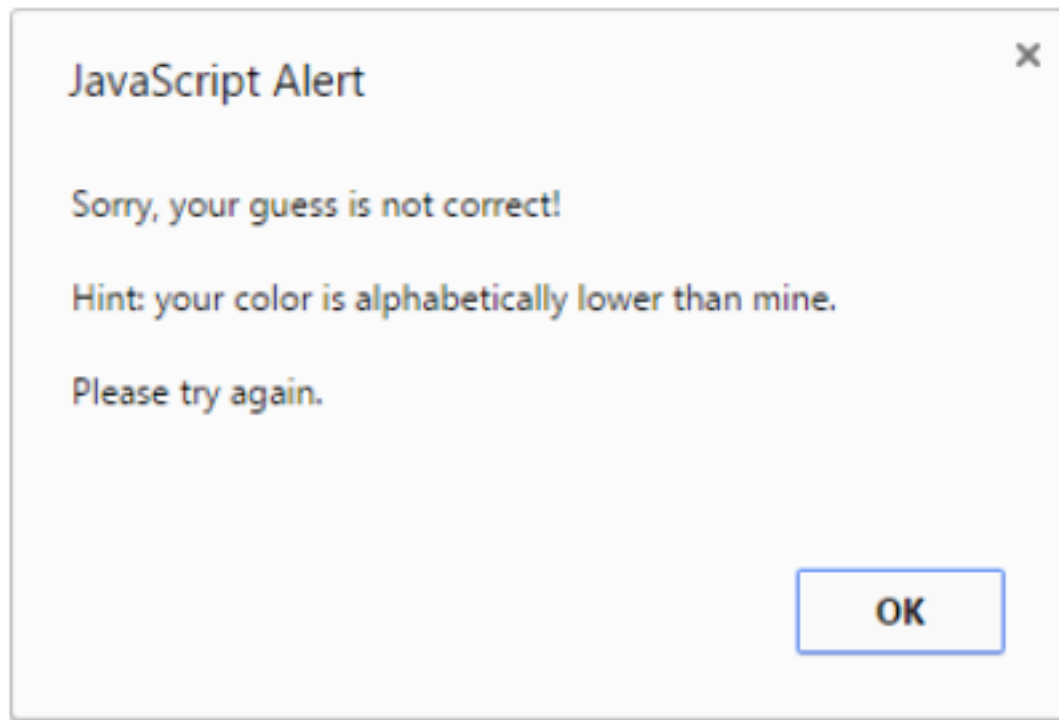 JavaScript Alert
Sorry, your guess is not correct!
Hint: your color is alphabetically lower than mine.
Please try again.
OK